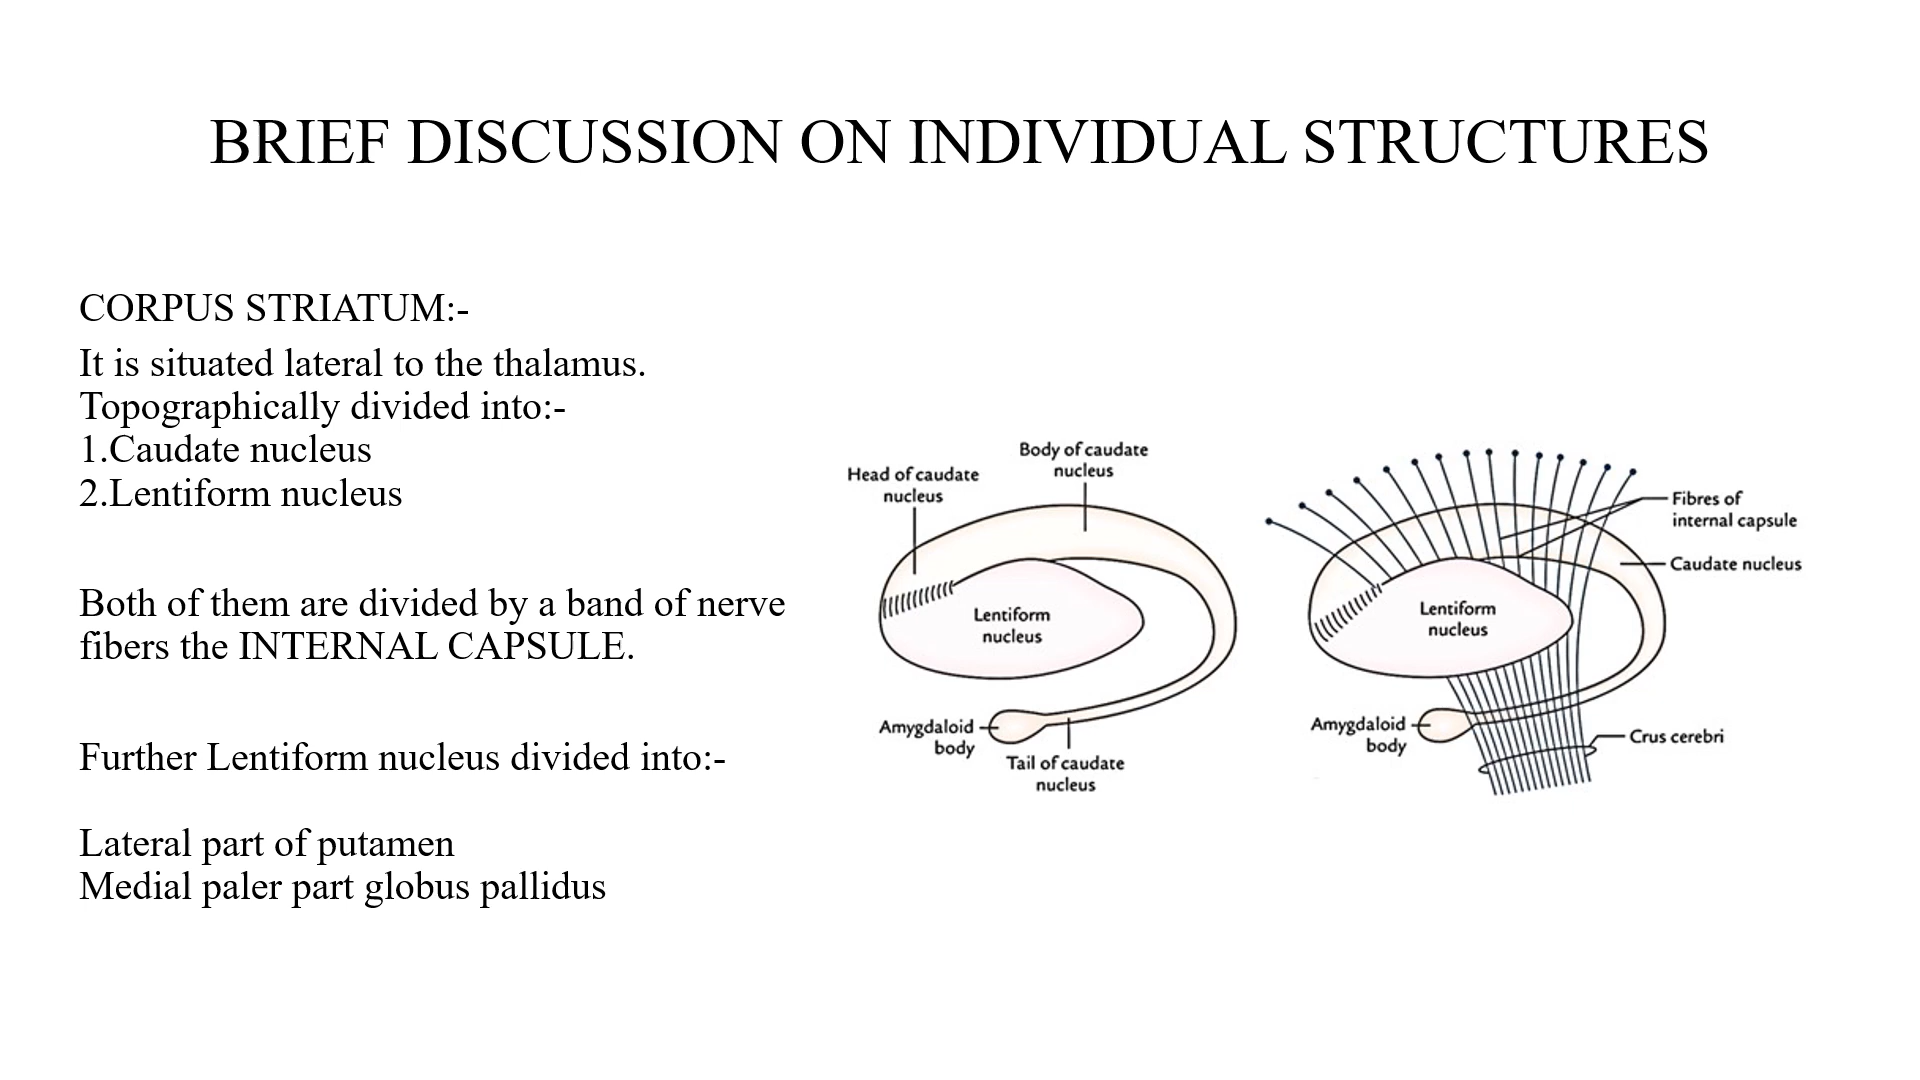 BRIEF DISCUSSION ON INDIVIDUAL STRUCTURES
CORPUS STRIATUM:-
It is situated lateral to the thalamus.
Topographically divided into:-
1.Caudate nucleus
2.Lentiform nucleus
Both of them are divided by a band of nerve
fibers the INTERNAL CAPSULE.
Further Lentiform nucleus divided into:-
Lateral part of putamen
Medial paler part globus pallidus
Head of caudate
nucleus
Body of caudate
nucleus
Lentiform
nucleus
Amygdaloid
body
Tail of caudate
nucleus
Fibres of
internal capsule
Caudate nucleus
Lentiform
nucleus
Amygdaloid
body
Crus cerebri